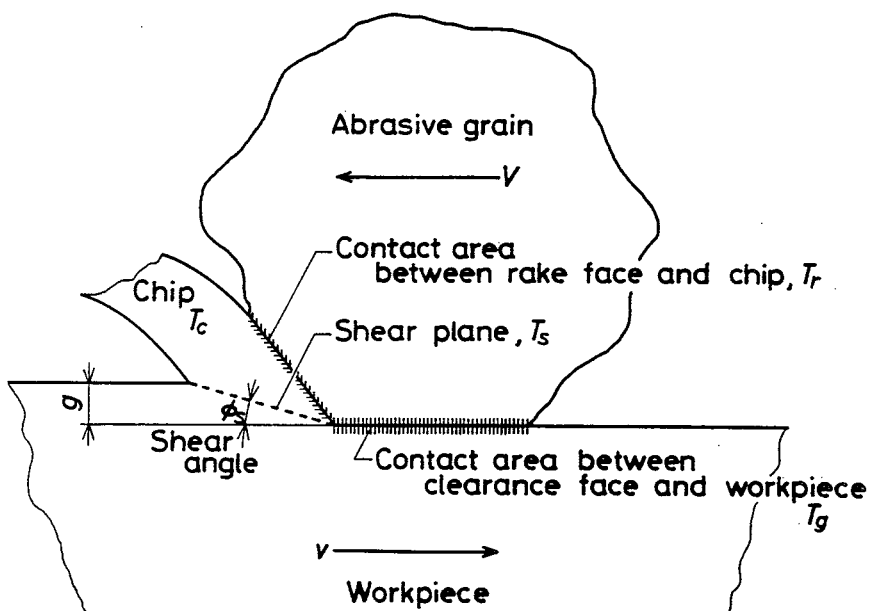 Abrasive grain
V
Contact area
between rake face and chip, Tr
Chip
Tc
Shear plane, Ts
g
ϕs
Shear
angle
Contact area between
clearance face and workpiece
Tg
v
Workpiece